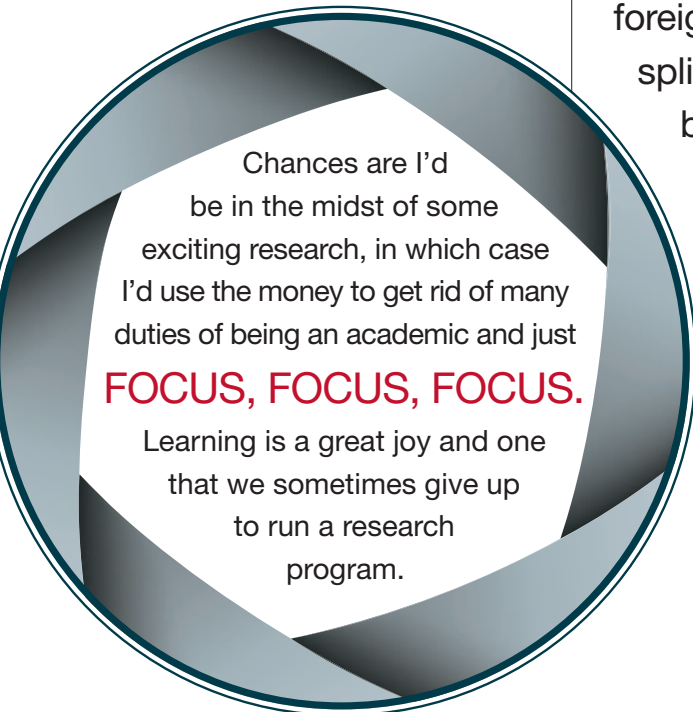 Chances are I'd
be in the midst of some
exciting research, in which case
I'd use the money to get rid of many
duties of being an academic and just
FOCUS, FOCUS, FOCUS.
Learning is a great joy and one
that we sometimes give up
to run a research
program.